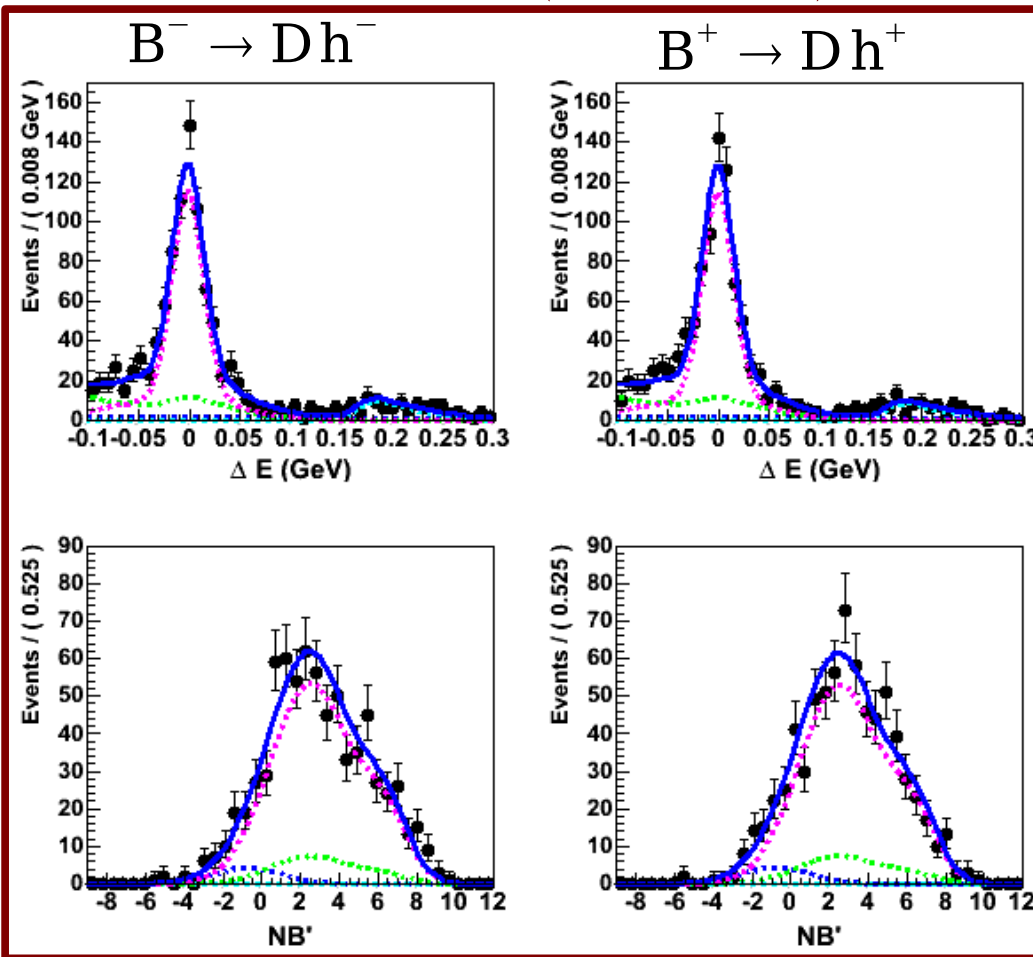 B⁻ → D h⁻
B⁺ → D h⁺
Events / ( 0.008 GeV )
160
140
120
100
80
60
40
20
0
-0.1 -0.05 0 0.05 0.1 0.15 0.2 0.25 0.3
Δ E (GeV)
Events / ( 0.008 GeV )
160
140
120
100
80
60
40
20
0
-0.1 -0.05 0 0.05 0.1 0.15 0.2 0.25 0.3
Δ E (GeV)
Events / ( 0.525 )
90
80
70
60
50
40
30
20
10
0
-8 -6 -4 -2 0 2 4 6 8 10 12
NB′
Events / ( 0.525 )
90
80
70
60
50
40
30
20
10
0
-8 -6 -4 -2 0 2 4 6 8 10 12
NB′